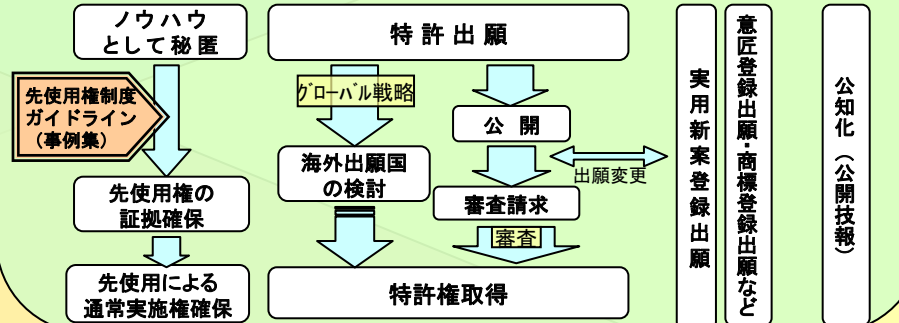 ノウハウ
として秘匿
特許出願
先使用権制度
ガイドライン
（事例集）
グローバル戦略
公開
海外出願国
の検討
出願変更
先使用権の
証拠確保
審査請求
審査
先使用による
通常実施権確保
特許権取得
実用新案登録出願
意匠登録出願・商標登録出願など
公知化（公開技報）